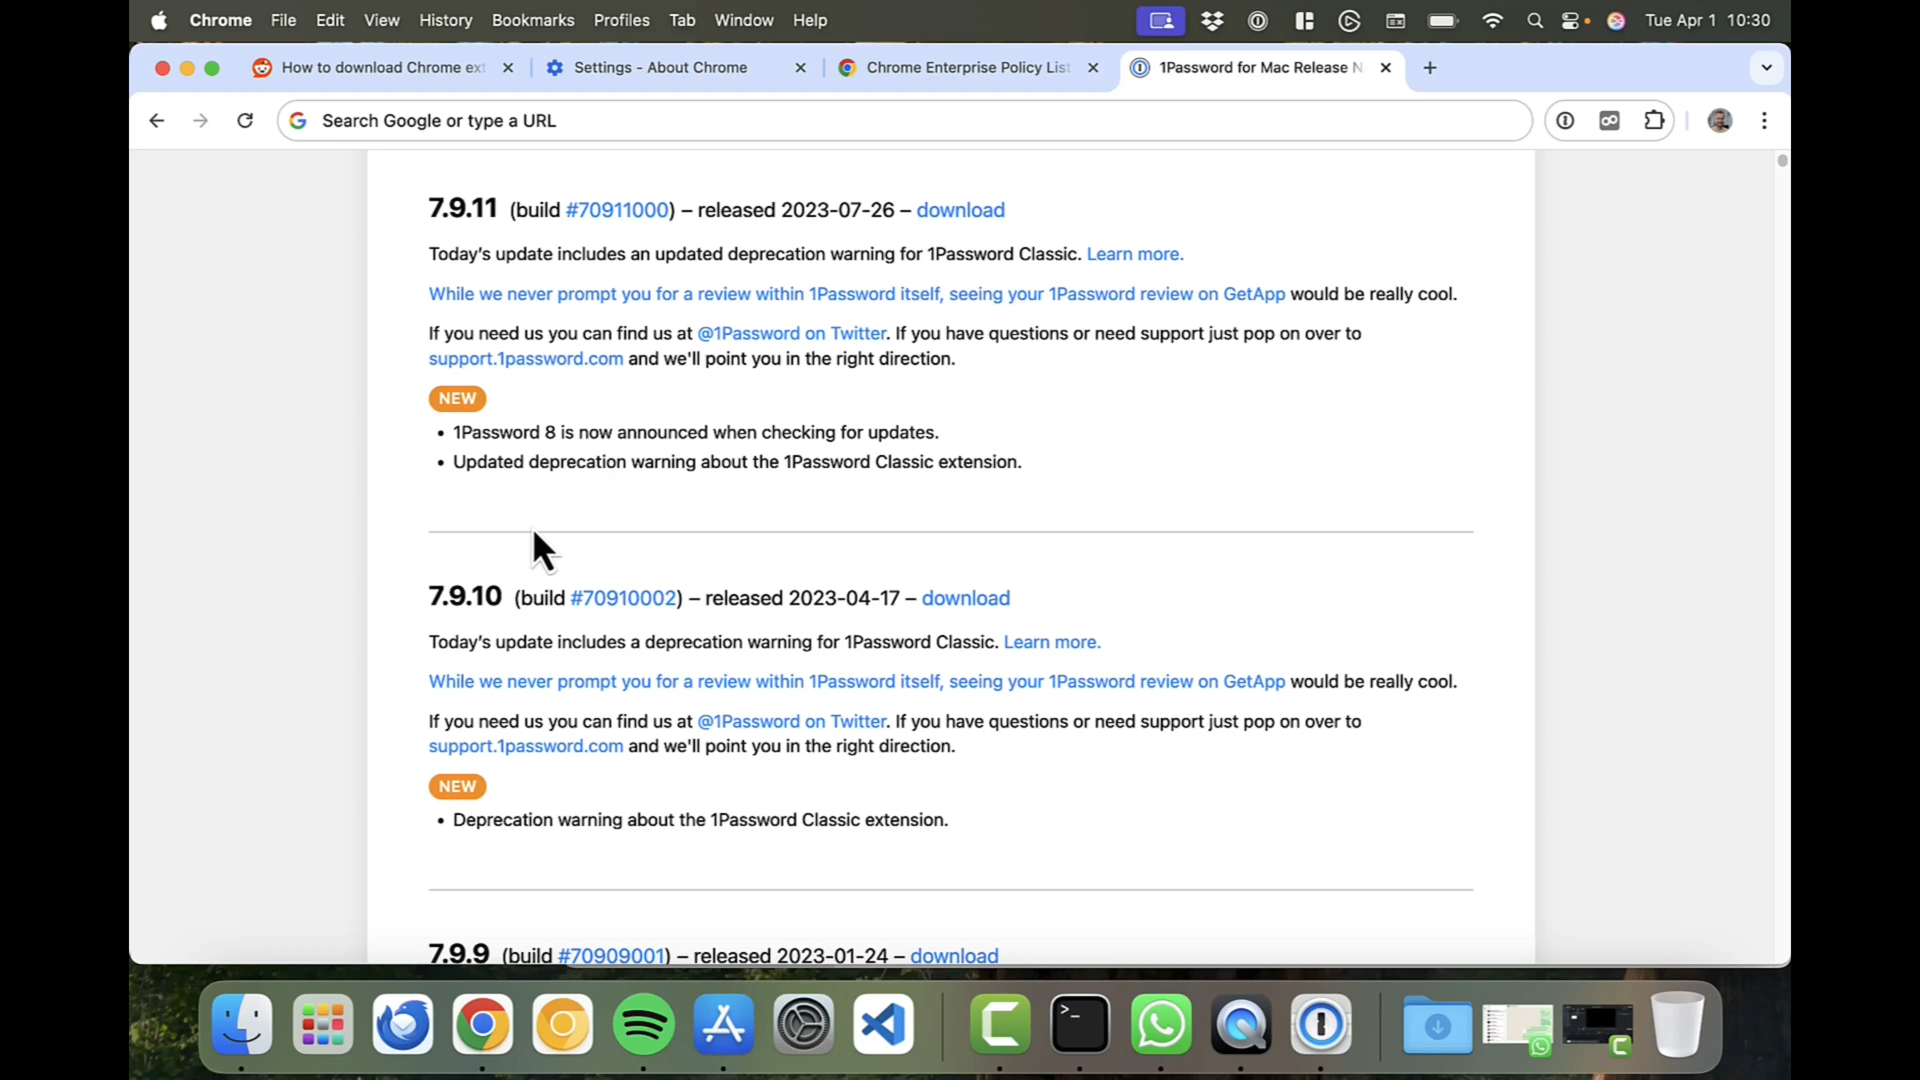 Chrome File Edit View History Bookmarks Profiles Tab Window Help Tue Apr 1 10:30
How to download Chrome ext Settings - About Chrome Chrome Enterprise Policy List 1Password for Mac Release N
Search Google or type a URL
7.9.11 (build #70911000) – released 2023-07-26 – download
Today's update includes an updated deprecation warning for 1Password Classic. Learn more.
While we never prompt you for a review within 1Password itself, seeing your 1Password review on GetApp would be really cool.
If you need us you can find us at @1Password on Twitter. If you have questions or need support just pop on over to
support.1password.com and we'll point you in the right direction.
NEW
• 1Password 8 is now announced when checking for updates.
• Updated deprecation warning about the 1Password Classic extension.
7.9.10 (build #70910002) – released 2023-04-17 – download
Today's update includes a deprecation warning for 1Password Classic. Learn more.
While we never prompt you for a review within 1Password itself, seeing your 1Password review on GetApp would be really cool.
If you need us you can find us at @1Password on Twitter. If you have questions or need support just pop on over to
support.1password.com and we'll point you in the right direction.
NEW
• Deprecation warning about the 1Password Classic extension.
7.9.9 (build #70909001) – released 2023-01-24 – download